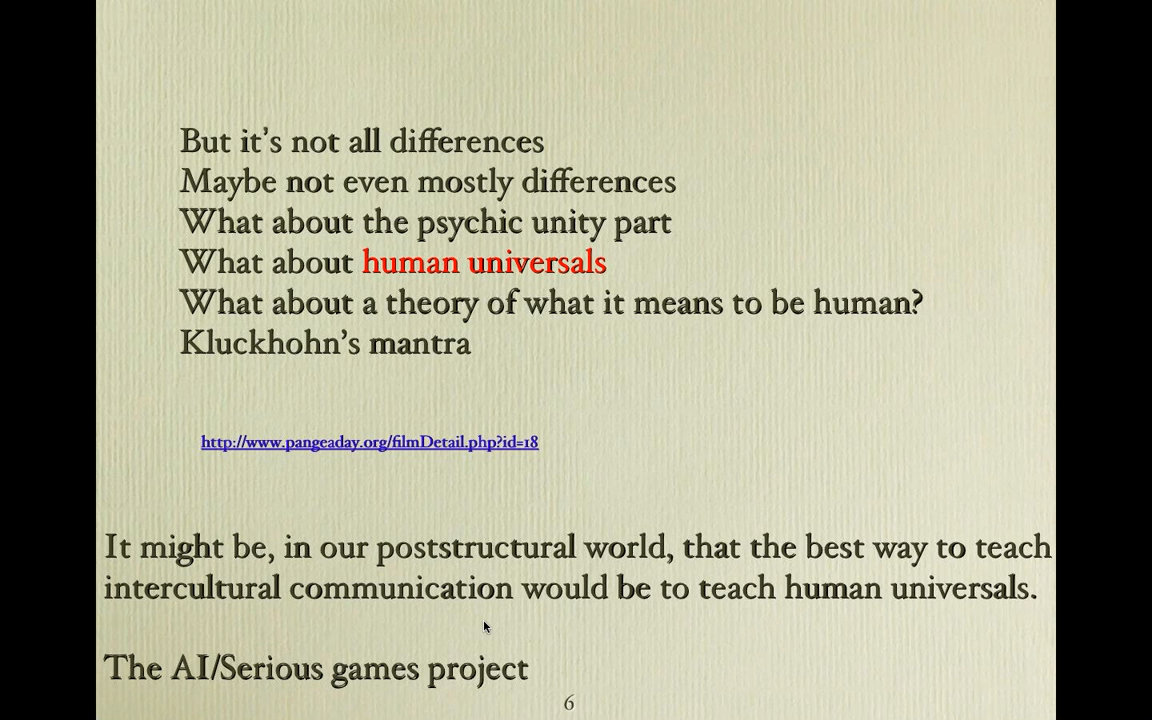 But it's not all differences
Maybe not even mostly differences
What about the psychic unity part
What about human universals
What about a theory of what it means to be human?
Kluckhohn’s mantra
http://www.pangeaday.org/filmDetail.php?id=18
It might be, in our poststructural world, that the best way to teach
intercultural communication would be to teach human universals.
The AI/Serious games project
6